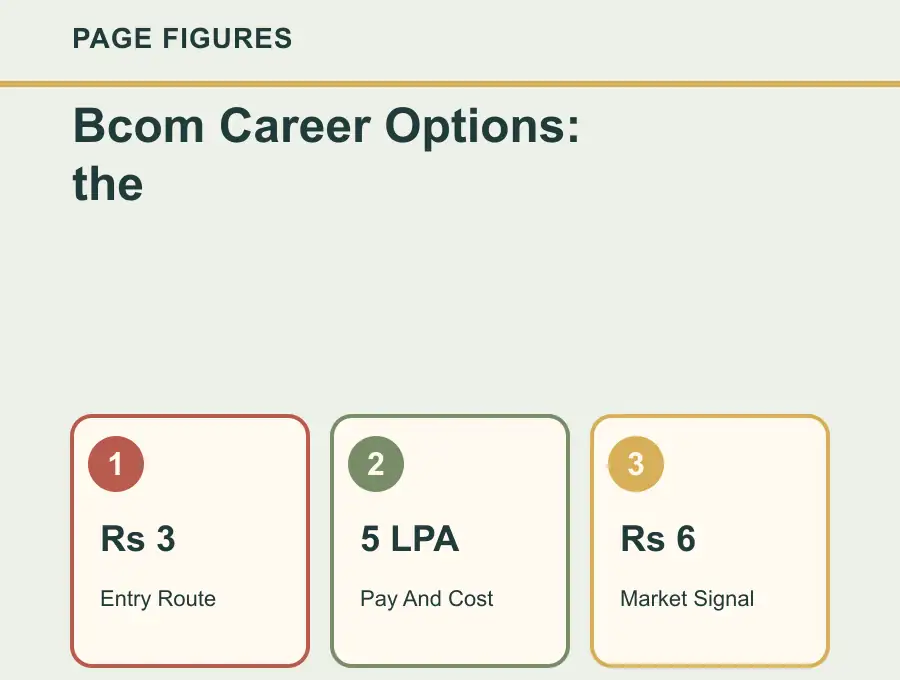 PAGE FIGURES
Bcom Career Options:
the
1
Rs 3
Entry Route
2
5 LPA
Pay And Cost
3
Rs 6
Market Signal